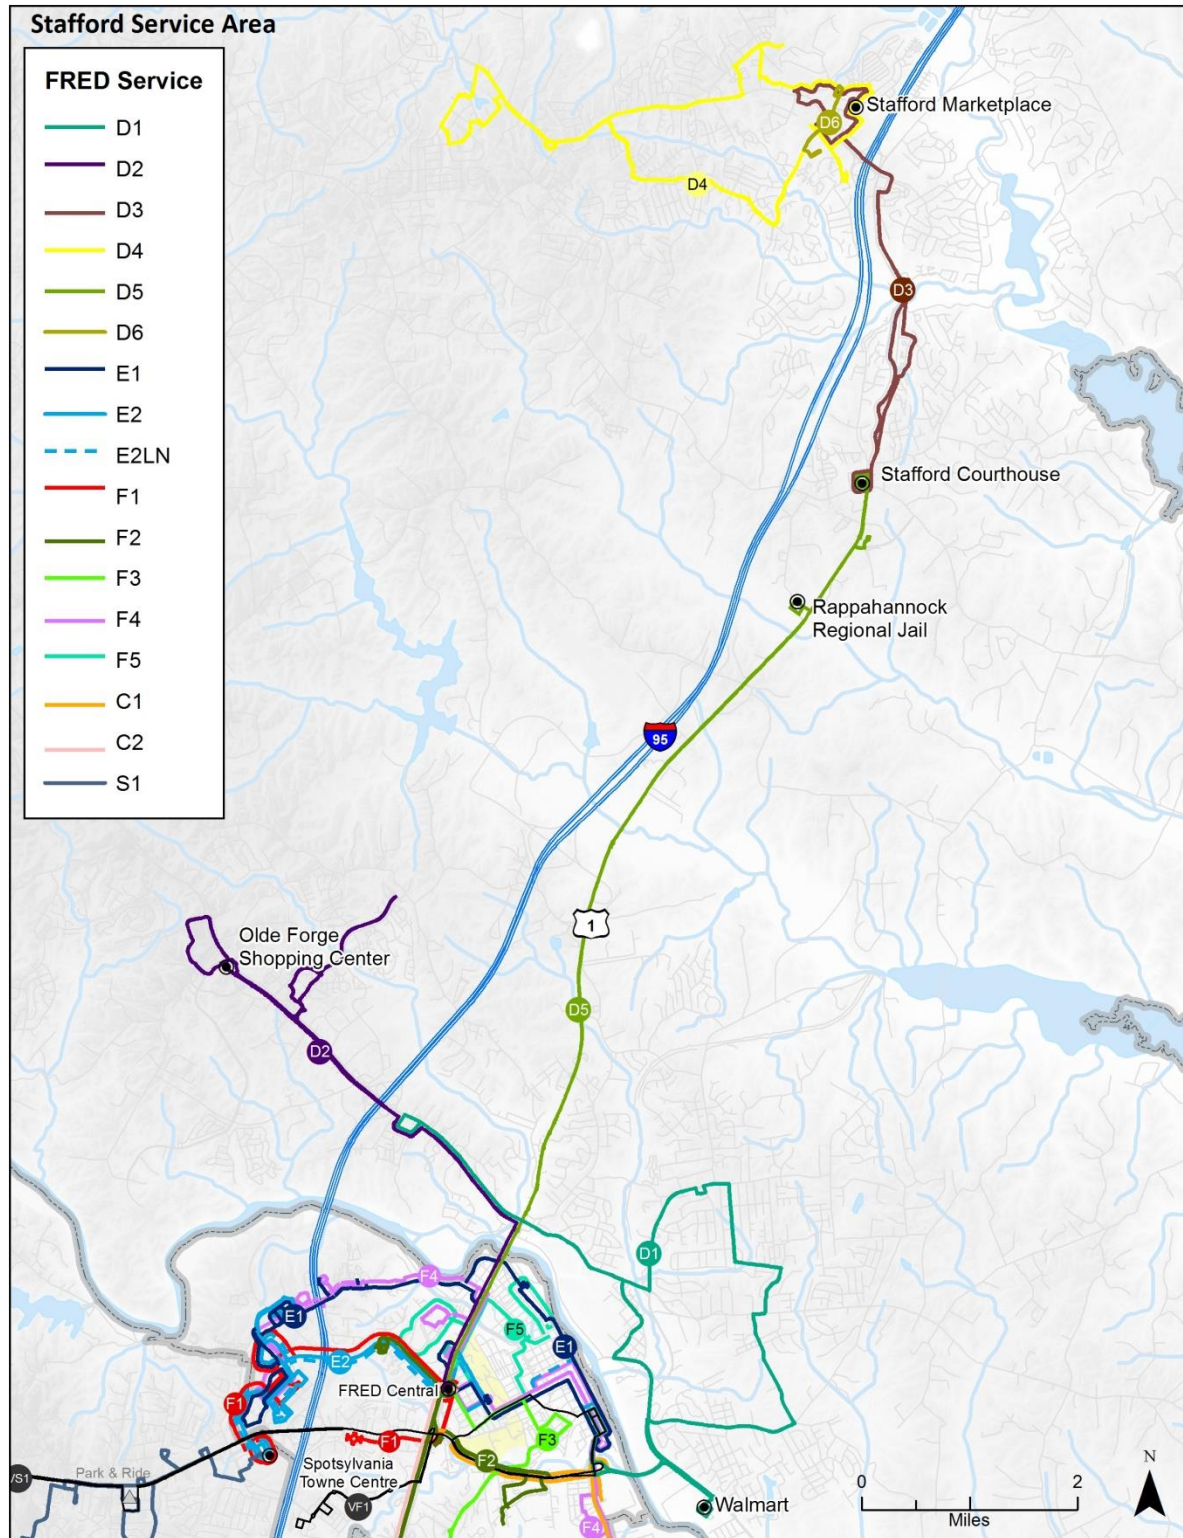 Stafford Service Area
FRED Service
D1
D2
D3
D4
D5
D6
E1
E2
E2LN
F1
F2
F3
F4
F5
C1
C2
S1
Stafford Marketplace
D6
D4
D3
Stafford Courthouse
Rappahannock
Regional Jail
95
1
Olde Forge
Shopping Center
D5
D2
D1
F4
E1
F5
E1
E2
FRED Central
F1
F1
F3
F2
Spotsylvania
Towne Centre
Park & Ride
VS1
VF1
F4
Walmart
0 1 2
Miles
N